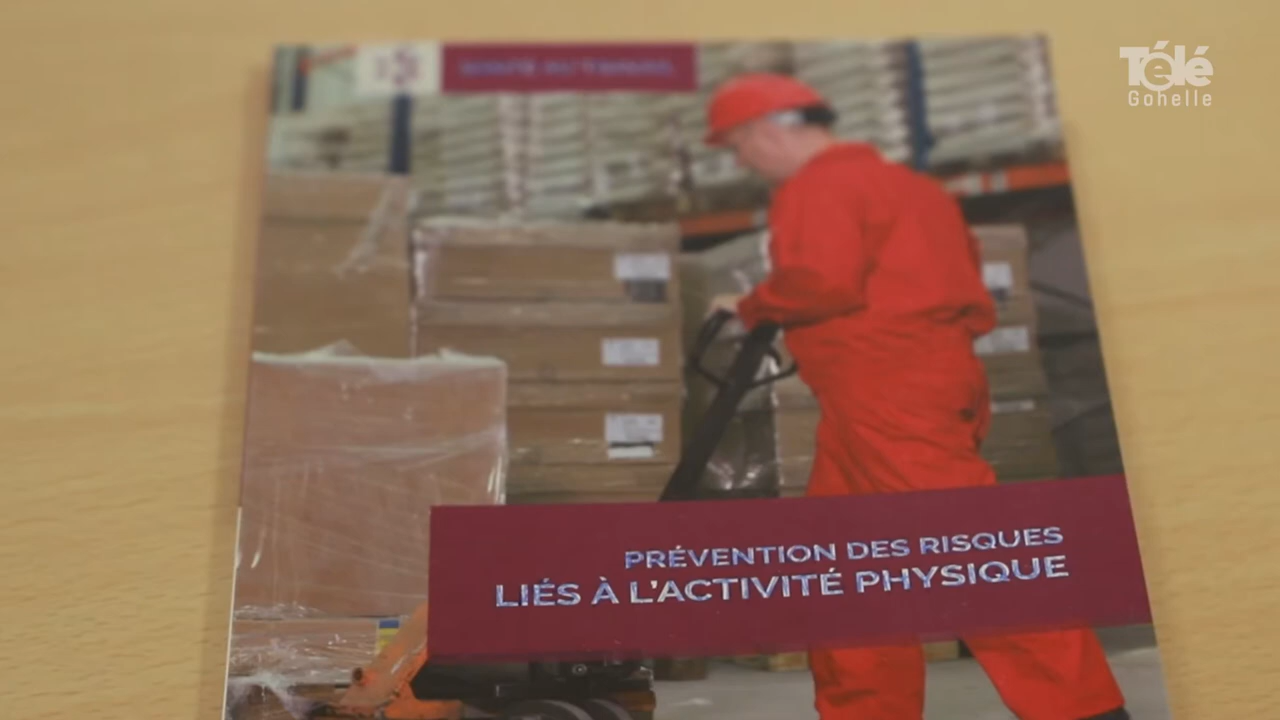 Télé
Gohelle
SANTÉ AU TRAVAIL
PRÉVENTION DES RISQUES
LIÉS À L'ACTIVITÉ PHYSIQUE